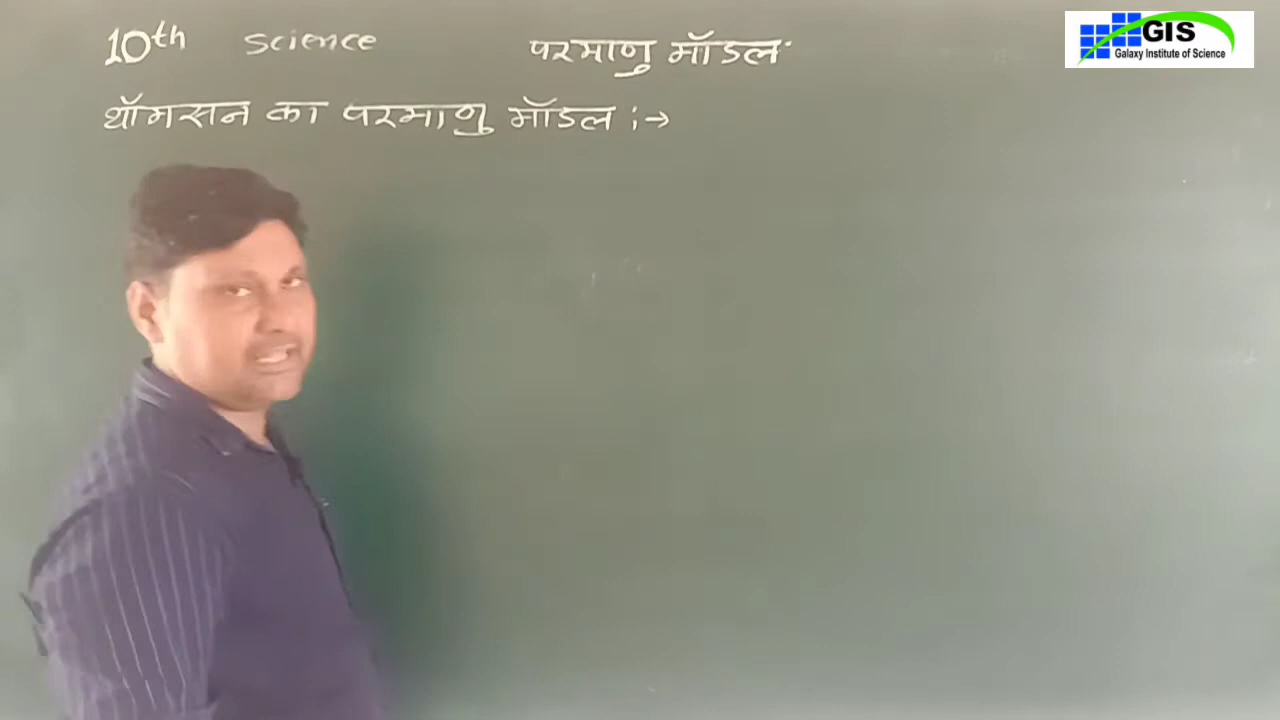 10th Science परमाणु मॉडल
थॉमसन का परमाणु मॉडल :→
GIS
Galaxy Institute of Science